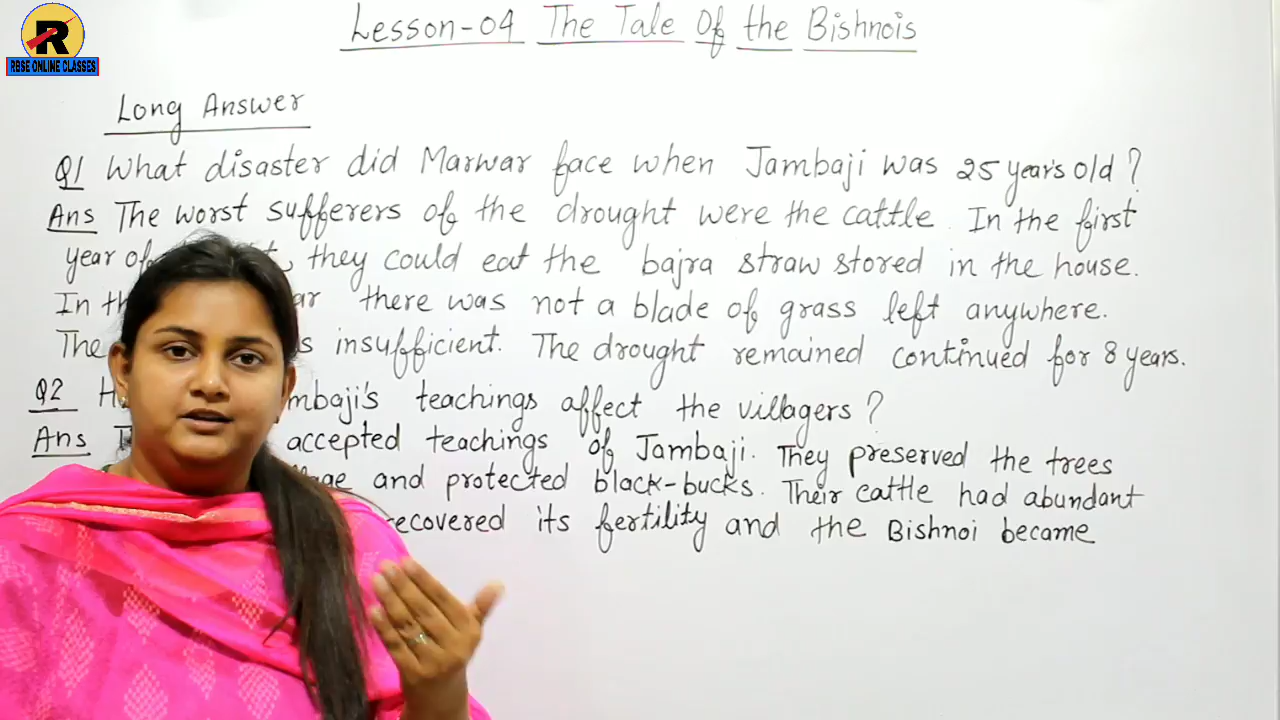 R
RBSE ONLINE CLASSES
Lesson-04 The Tale Of the Bishnois
Long Answer
Q1 What disaster did Marwar face when Jambaji was 25 years old?
Ans The worst sufferers of the drought were the cattle. In the first
year of they could eat the bajra straw stored in the house.
In there was not a blade of grass left anywhere.
The insufficient. The drought remained continued for 8 years.
Q2 teachings affect the villagers?
Ans accepted teachings of Jambaji. They preserved the trees
and protected black-bucks. Their cattle had abundant
recovered its fertility and the Bishnoi became